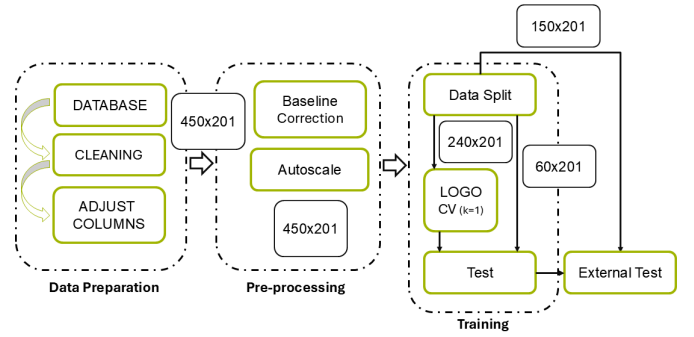 150x201
DATABASE
CLEANING
ADJUST
COLUMNS
Data Preparation
450x201
Baseline
Correction
Autoscale
450x201
Pre-processing
Data Split
240x201
60x201
LOGO
CV (k=1)
Test
External Test
Training